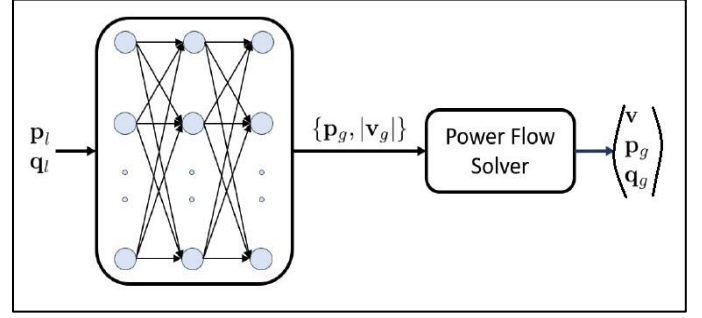 𝐩_l
𝐪_l
{𝐩_g, |𝐯_g|}
Power Flow
Solver
𝐯
𝐩_g
𝐪_g